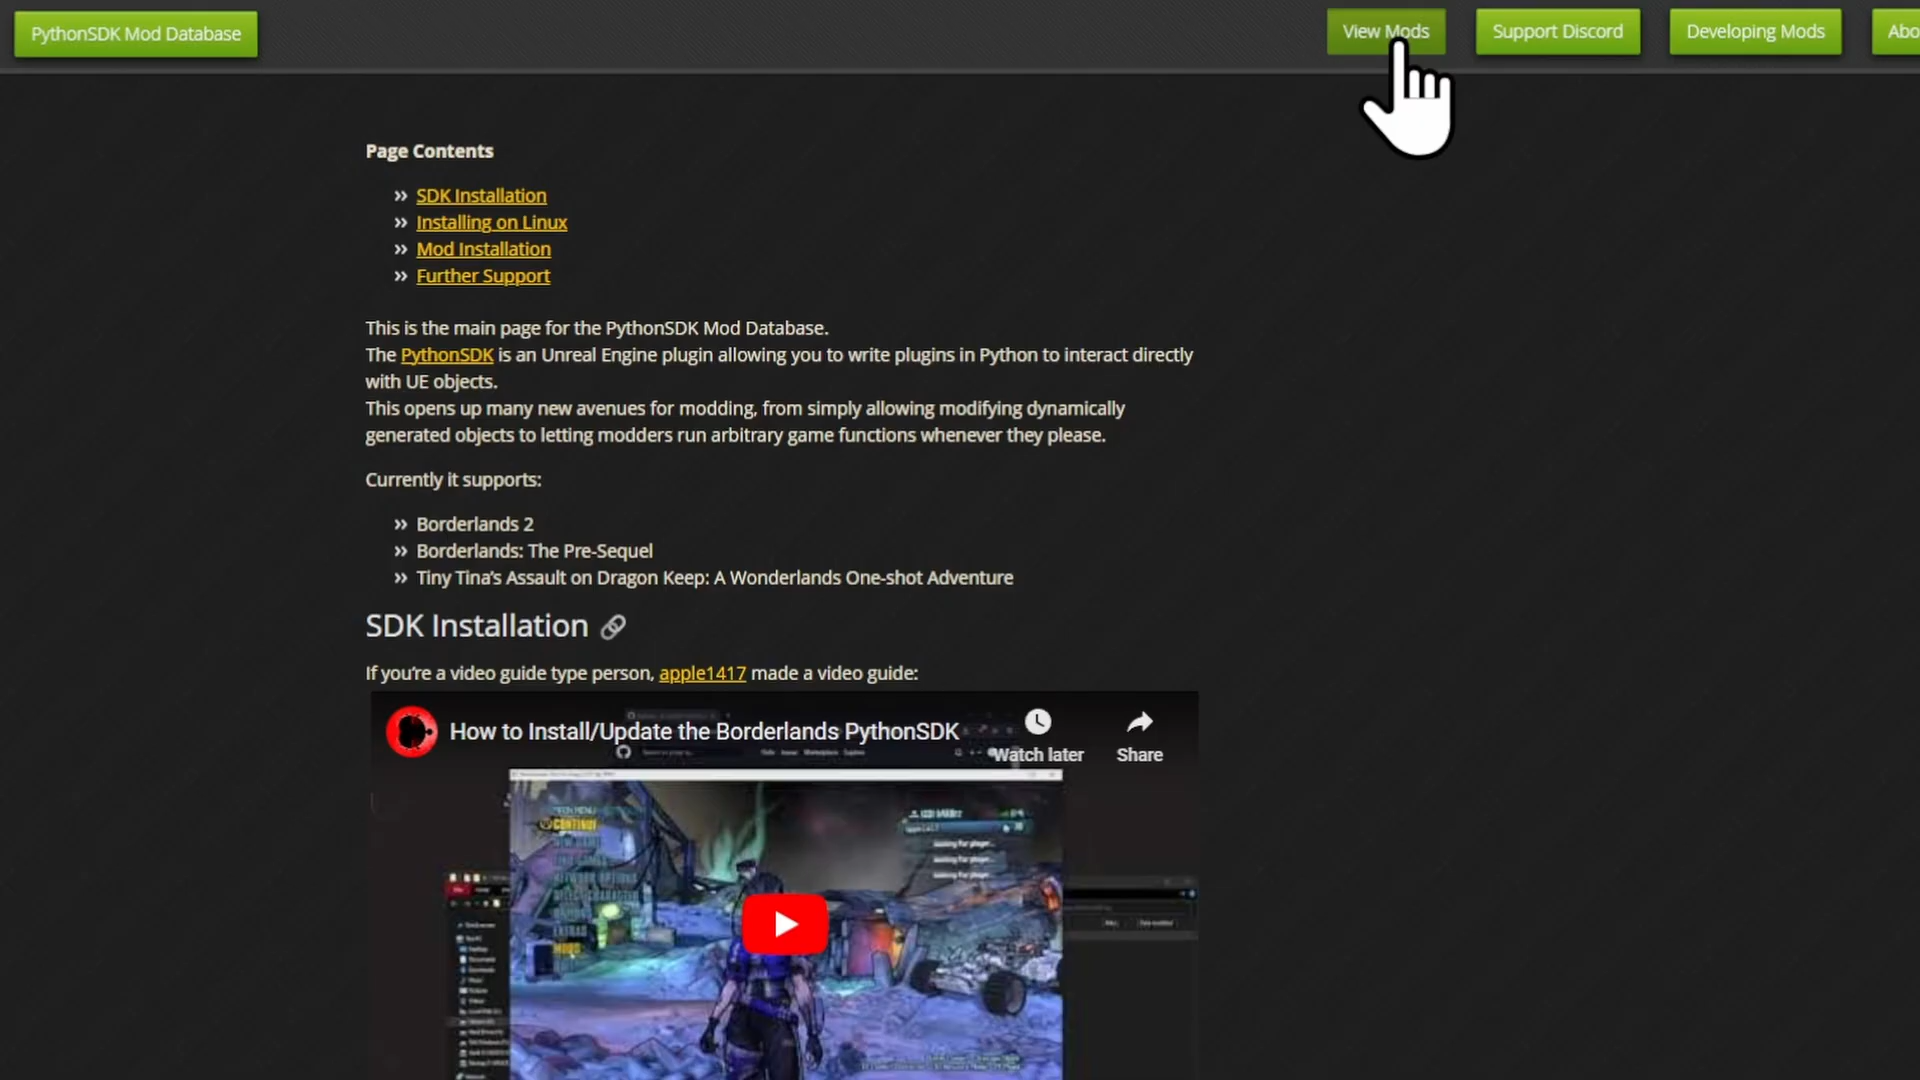 PythonSDK Mod Database
View Mods
Support Discord
Developing Mods
Abo
Page Contents
» SDK Installation
» Installing on Linux
» Mod Installation
» Further Support
This is the main page for the PythonSDK Mod Database.
The PythonSDK is an Unreal Engine plugin allowing you to write plugins in Python to interact directly
with UE objects.
This opens up many new avenues for modding, from simply allowing modifying dynamically
generated objects to letting modders run arbitrary game functions whenever they please.
Currently it supports:
» Borderlands 2
» Borderlands: The Pre-Sequel
» Tiny Tina's Assault on Dragon Keep: A Wonderlands One-shot Adventure
SDK Installation
If you're a video guide type person, apple1417 made a video guide:
How to Install/Update the Borderlands PythonSDK
Watch later
Share
CONTINUE
MODS